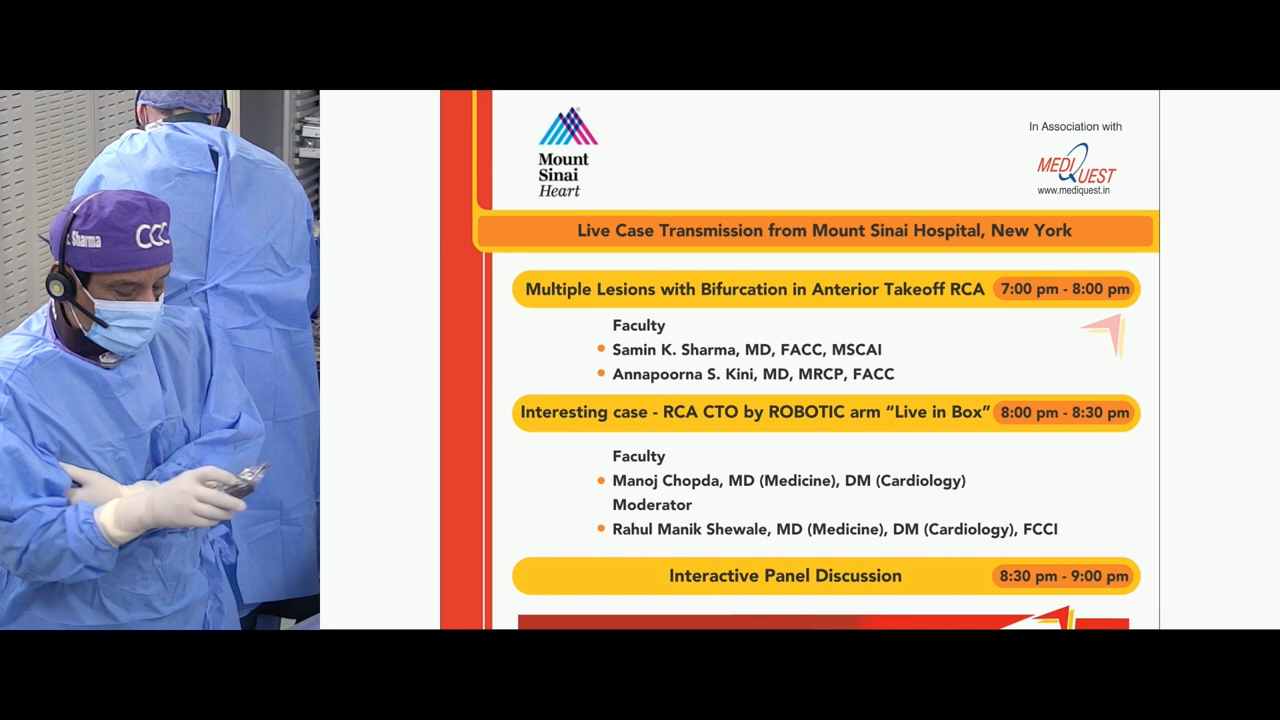 Sharma
CCC
Mount
Sinai
Heart
In Association with
MEDIQUEST
www.mediquest.in
Live Case Transmission from Mount Sinai Hospital, New York
Multiple Lesions with Bifurcation in Anterior Takeoff RCA 7:00 pm - 8:00 pm
Faculty
Samin K. Sharma, MD, FACC, MSCAI
Annapoorna S. Kini, MD, MRCP, FACC
Interesting case - RCA CTO by ROBOTIC arm “Live in Box” 8:00 pm - 8:30 pm
Faculty
Manoj Chopda, MD (Medicine), DM (Cardiology)
Moderator
Rahul Manik Shewale, MD (Medicine), DM (Cardiology), FCCI
Interactive Panel Discussion 8:30 pm - 9:00 pm